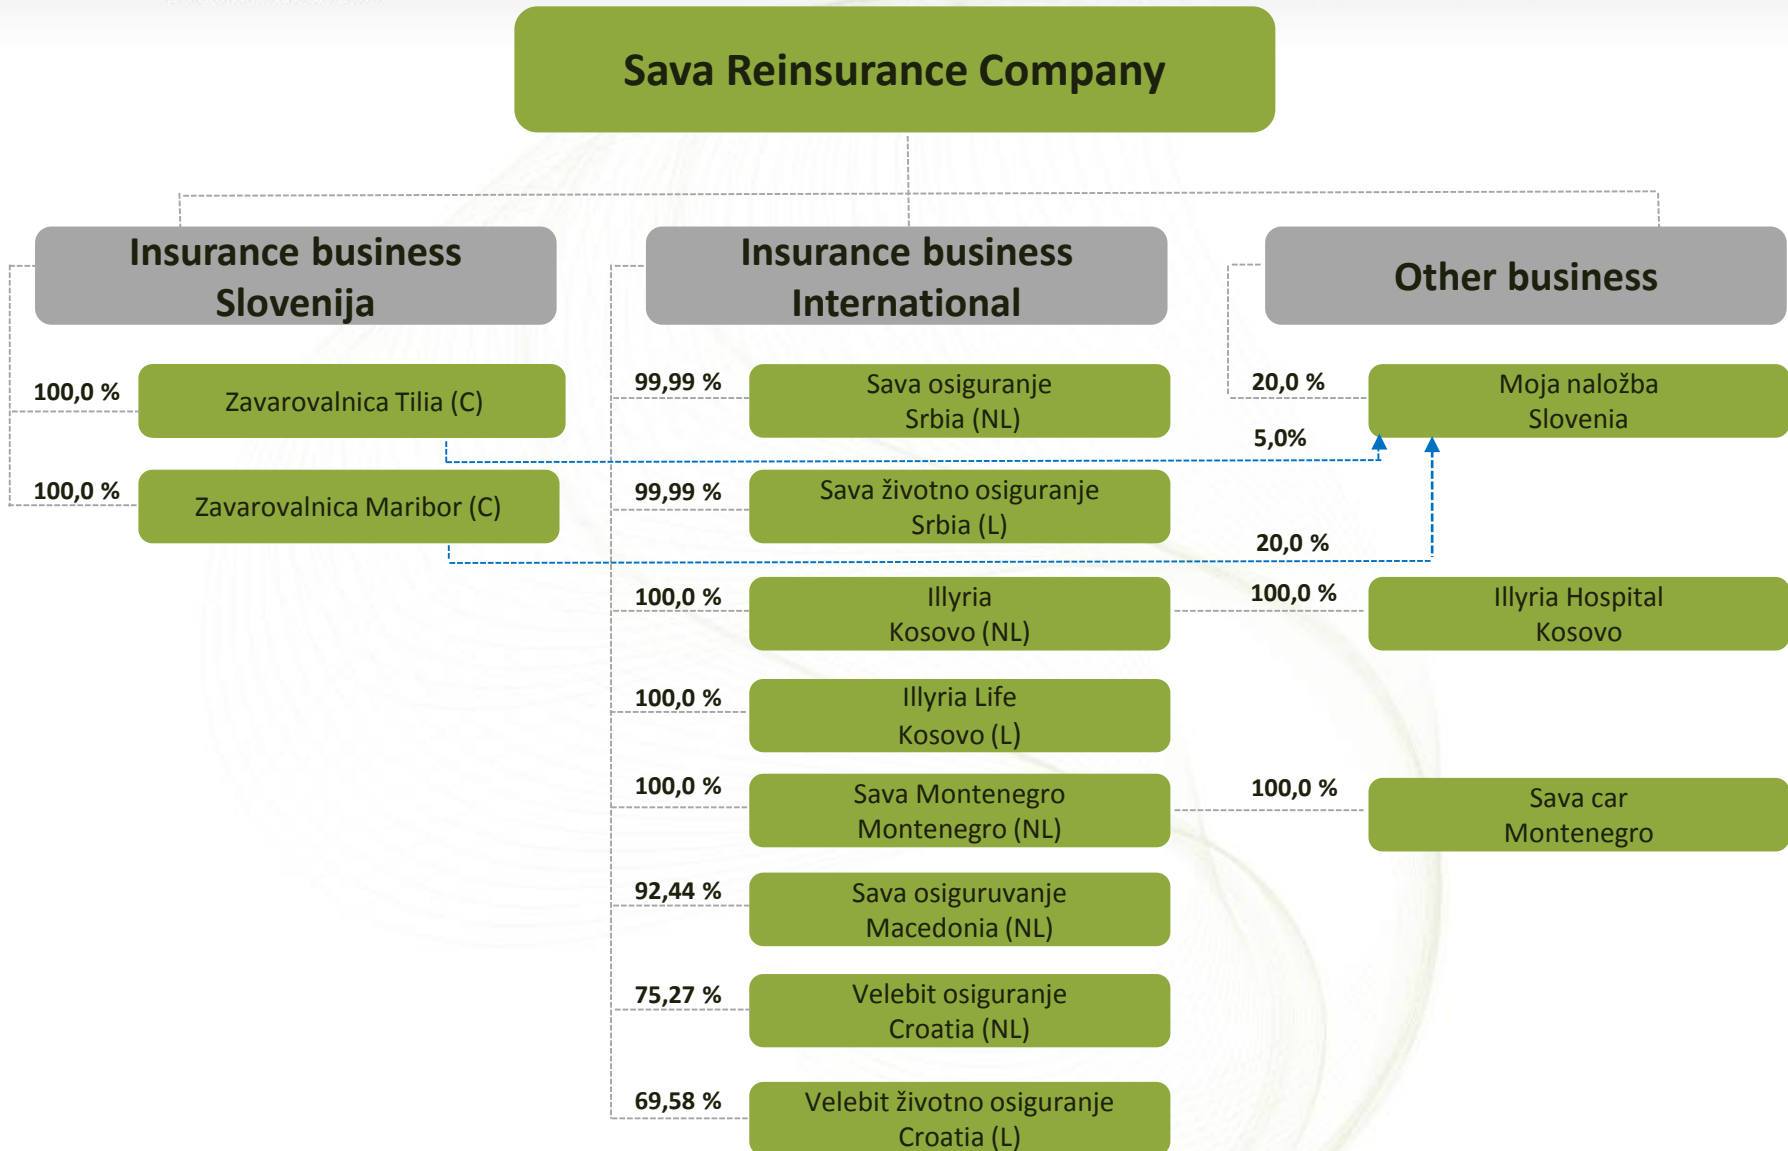 Sava Reinsurance Company
Insurance business
Slovenija
100,0 %
Zavarovalnica Tilia (C)
100,0 %
Zavarovalnica Maribor (C)
Insurance business
International
99,99 %
Sava osiguranje
Srbia (NL)
99,99 %
Sava životno osiguranje
Srbia (L)
100,0 %
Illyria
Kosovo (NL)
100,0 %
Illyria Life
Kosovo (L)
100,0 %
Sava Montenegro
Montenegro (NL)
92,44 %
Sava osiguruvanje
Macedonia (NL)
75,27 %
Velebit osiguranje
Croatia (NL)
69,58 %
Velebit životno osiguranje
Croatia (L)
Other business
20,0 %
Moja naložba
Slovenia
5,0%
20,0 %
100,0 %
Illyria Hospital
Kosovo
100,0 %
Sava car
Montenegro